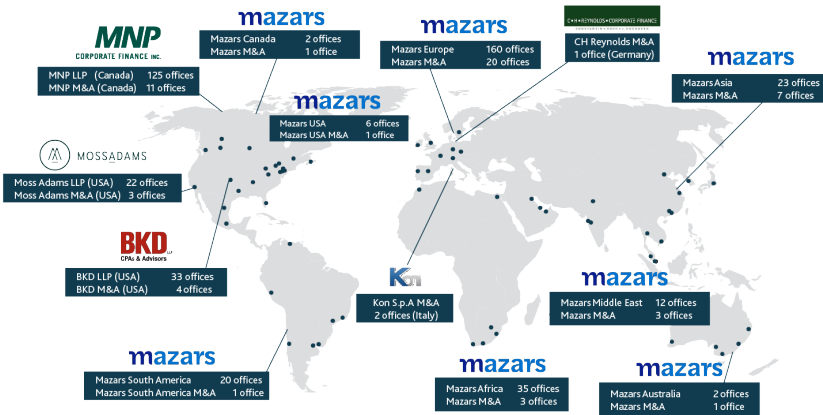 MNP
CORPORATE FINANCE INC.
MNP LLP (Canada) 125 offices
MNP M&A (Canada) 11 offices
mazars
Mazars Canada 2 offices
Mazars M&A 1 office
mazars
Mazars USA 6 offices
Mazars USA M&A 1 office
mazars
Mazars Europe 160 offices
Mazars M&A 20 offices
C·H·REYNOLDS·CORPORATE FINANCE
CH Reynolds M&A
1 office (Germany)
mazars
Mazars Asia 23 offices
Mazars M&A 7 offices
MOSSADAMS
Moss Adams LLP (USA) 22 offices
Moss Adams M&A (USA) 3 offices
BKD LLP
CPAs & Advisors
BKD LLP (USA) 33 offices
BKD M&A (USA) 4 offices
Kon
Kon S.p.A M&A
2 offices (Italy)
mazars
Mazars Middle East 12 offices
Mazars M&A 3 offices
mazars
Mazars South America 20 offices
Mazars South America M&A 1 office
mazars
Mazars Africa 35 offices
Mazars M&A 3 offices
mazars
Mazars Australia 2 offices
Mazars M&A 1 office